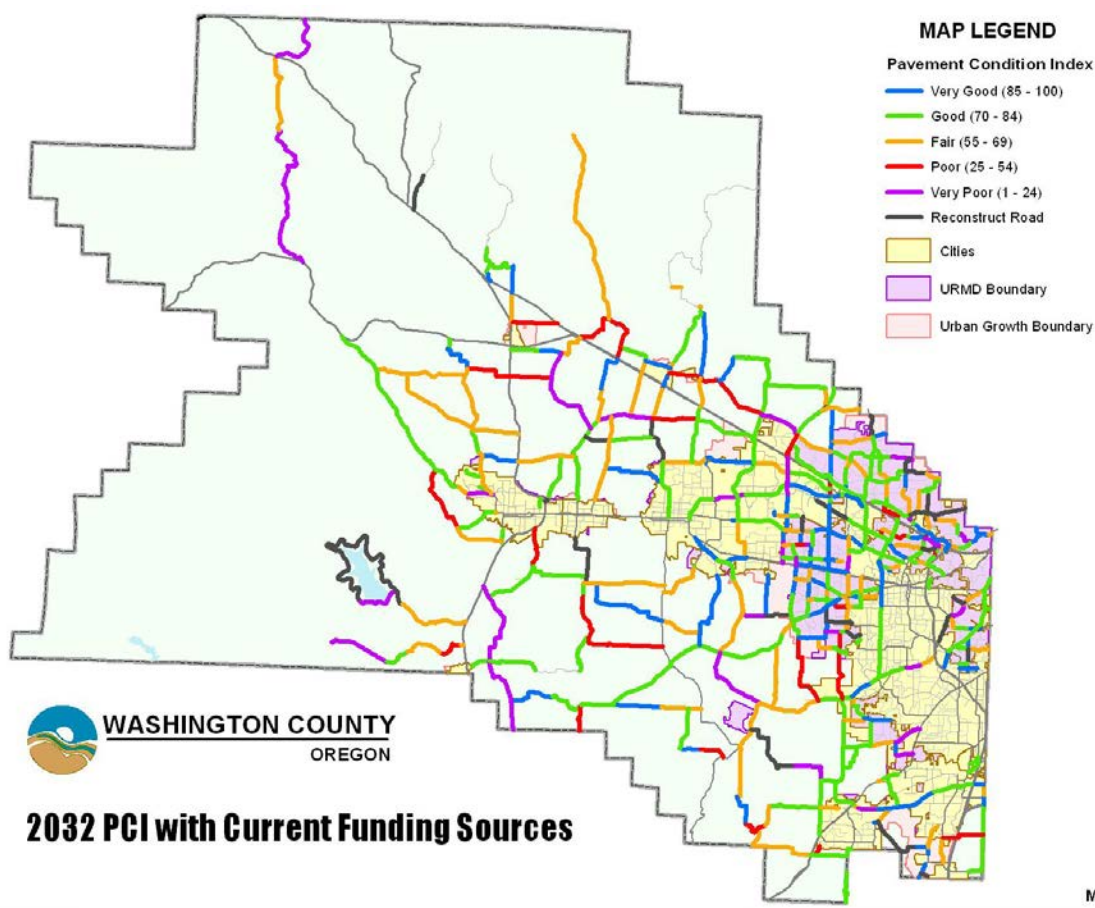 MAP LEGEND
Pavement Condition Index
Very Good (85 - 100)
Good (70 - 84)
Fair (55 - 69)
Poor (25 - 54)
Very Poor (1 - 24)
Reconstruct Road
Cities
URMD Boundary
Urban Growth Boundary
WASHINGTON COUNTY
OREGON
2032 PCI with Current Funding Sources
M